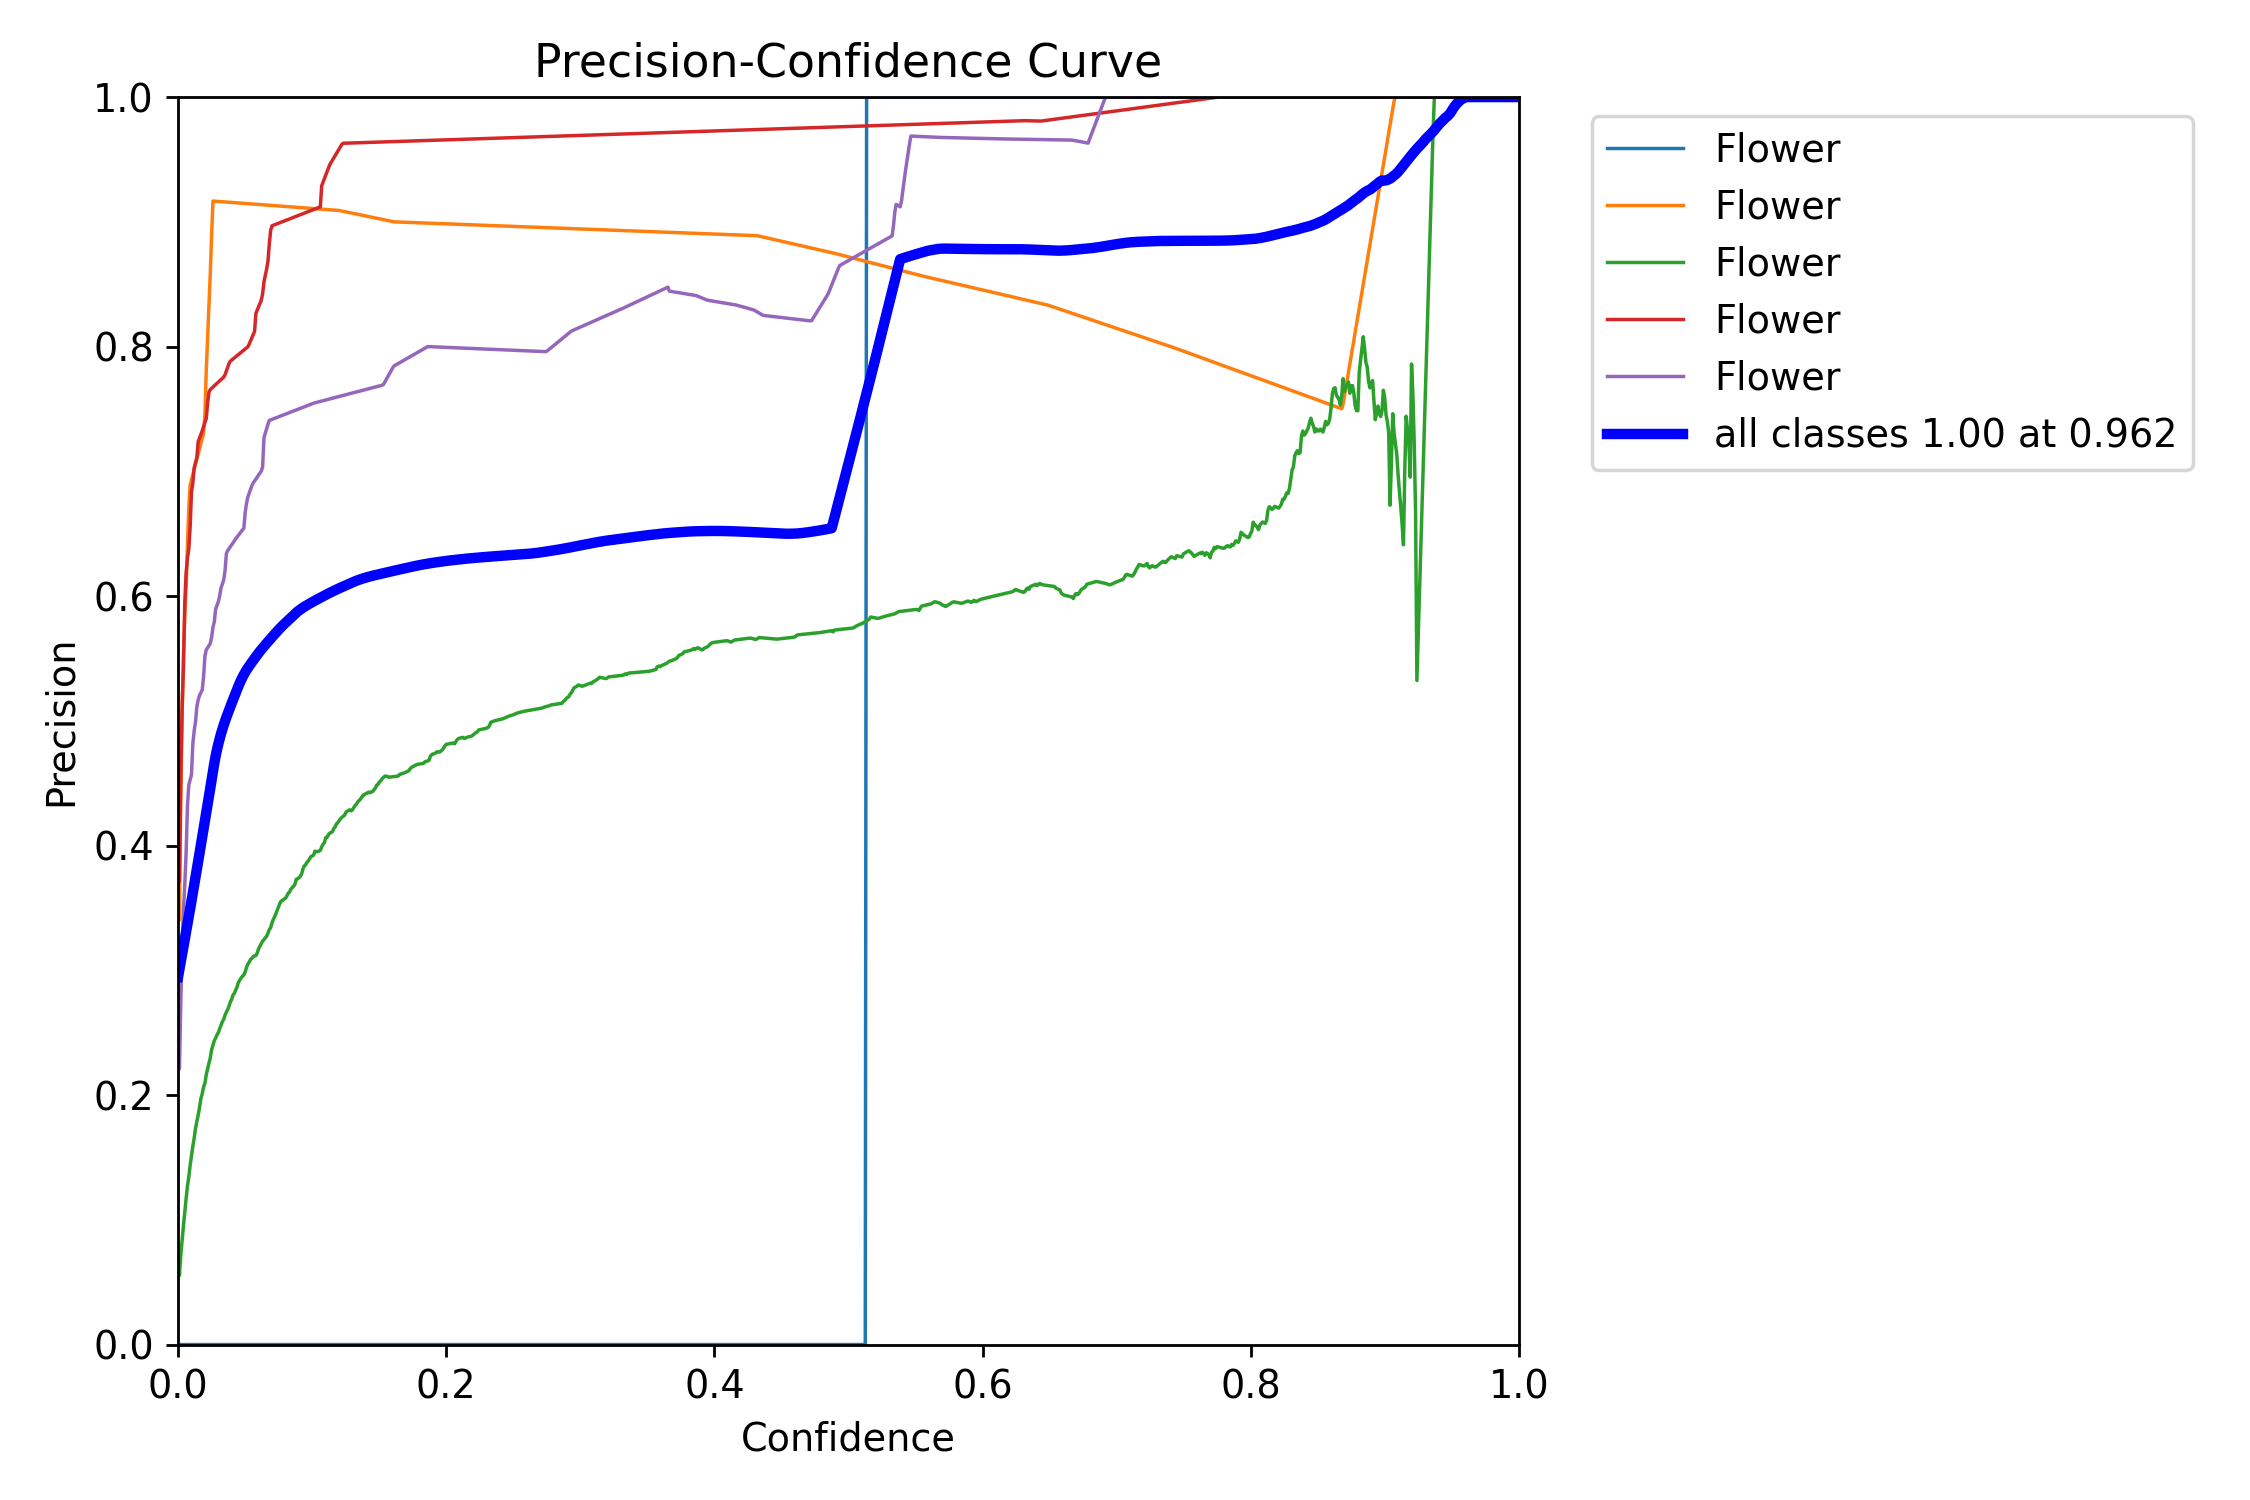 Precision-Confidence Curve
1.0
0.8
0.6
0.4
0.2
0.0
Precision
0.0 0.2 0.4 0.6 0.8 1.0
Confidence
Flower
Flower
Flower
Flower
Flower
all classes 1.00 at 0.962